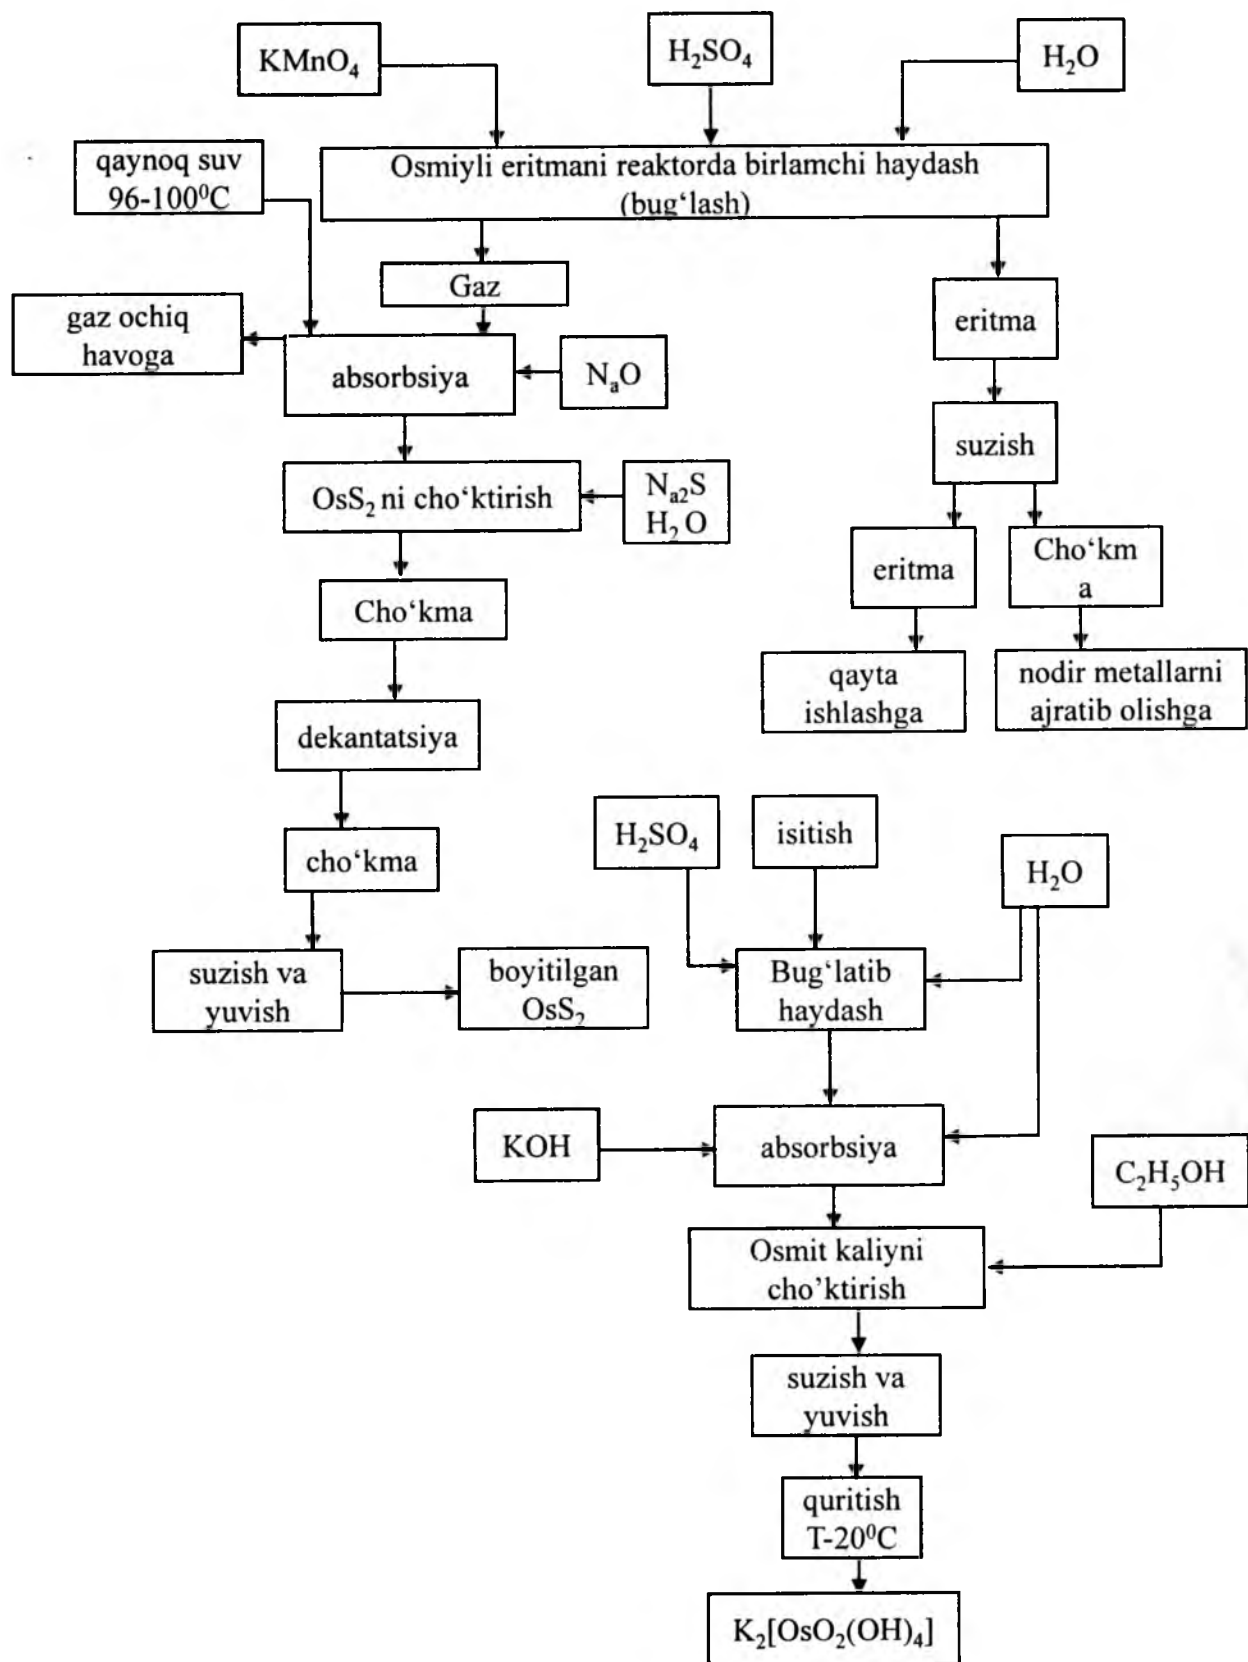 KMnO₄
H₂SO₄
H₂O
qaynoq suv
96-100⁰C
Osmiyli eritmani reaktorda birlamchi haydash
(bug‘lash)
Gaz
eritma
gaz ochiq
havoga
absorbsiya
NₐO
suzish
OsS₂ ni cho‘ktirish
Nₐ₂S
H₂O
eritma
Cho‘km
a
Cho‘kma
qayta
ishlashga
nodir metallarni
ajratib olishga
dekantatsiya
H₂SO₄
isitish
H₂O
cho‘kma
suzish va
yuvish
boyitilgan
OsS₂
Bug‘latib
haydash
KOH
absorbsiya
C₂H₅OH
Osmit kaliyni
cho’ktirish
suzish va
yuvish
quritish
T-20⁰C
K₂[OsO₂(OH)₄]